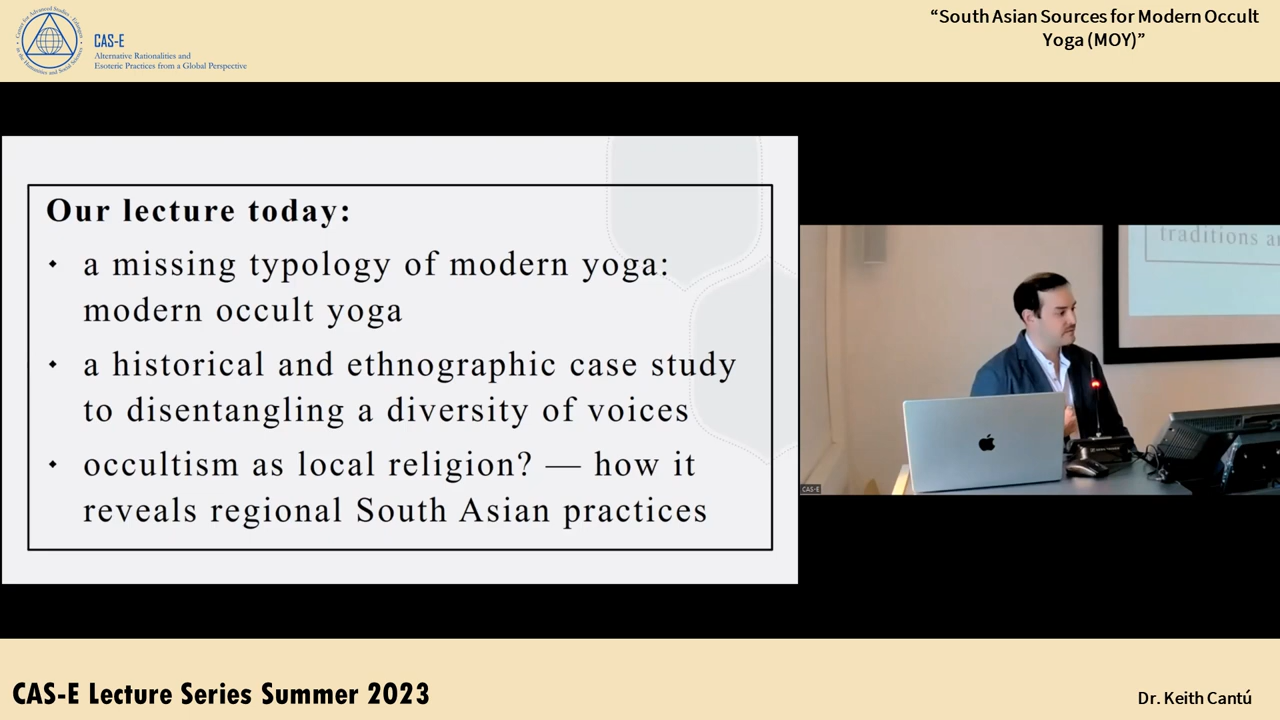 CAS-E
Alternative Rationalities and
Esoteric Practices from a Global Perspective
“South Asian Sources for Modern Occult
Yoga (MOY)”
Our lecture today:
a missing typology of modern yoga:
modern occult yoga
a historical and ethnographic case study
to disentangling a diversity of voices
occultism as local religion? — how it
reveals regional South Asian practices
traditions
CAS-E
CAS-E Lecture Series Summer 2023
Dr. Keith Cantú